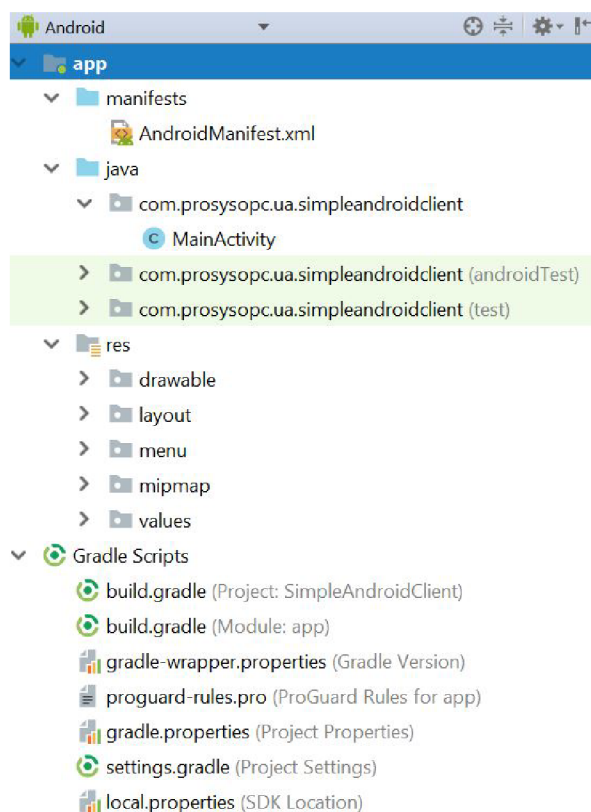 Android
app
manifests
AndroidManifest.xml
java
com.prosysopc.ua.simpleandroidclient
C MainActivity
com.prosysopc.ua.simpleandroidclient (androidTest)
com.prosysopc.ua.simpleandroidclient (test)
res
drawable
layout
menu
mipmap
values
Gradle Scripts
build.gradle (Project: SimpleAndroidClient)
build.gradle (Module: app)
gradle-wrapper.properties (Gradle Version)
proguard-rules.pro (ProGuard Rules for app)
gradle.properties (Project Properties)
settings.gradle (Project Settings)
local.properties (SDK Location)